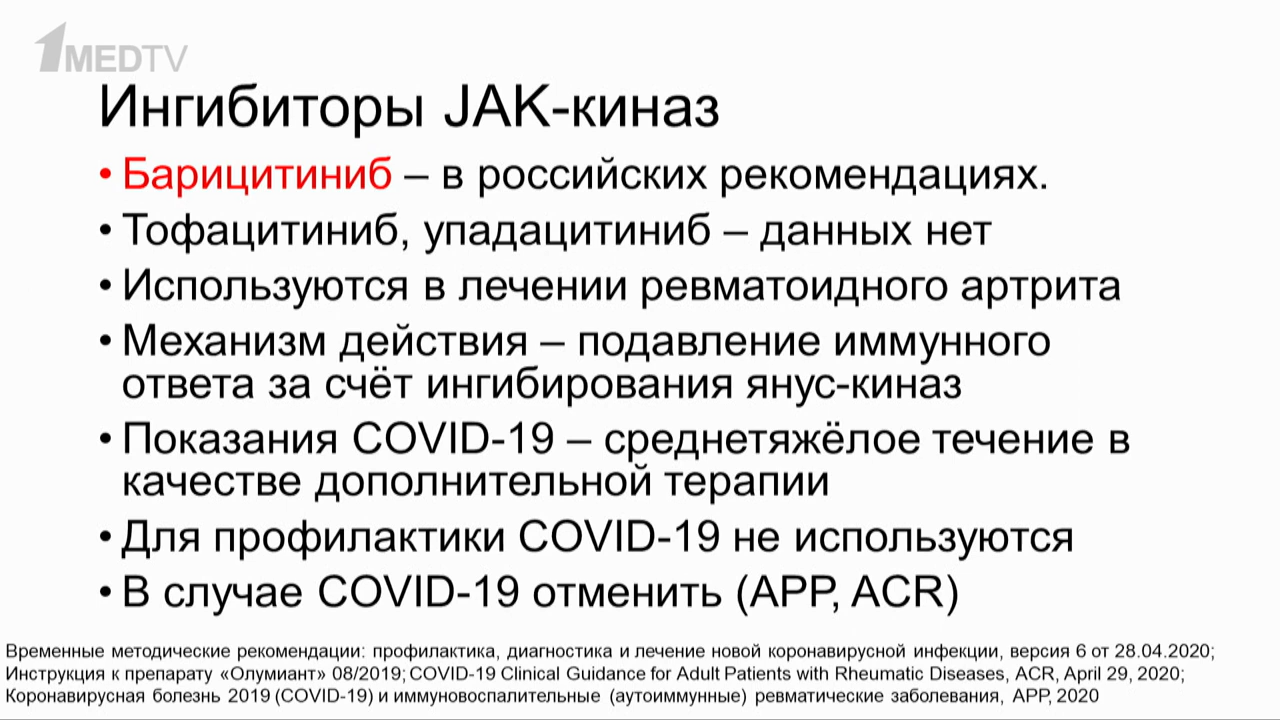 1MEDTV
Ингибиторы JAK-киназ
• Барицитиниб – в российских рекомендациях.
• Тофацитиниб, упадацитиниб – данных нет
• Используются в лечении ревматоидного артрита
• Механизм действия – подавление иммунного
ответа за счёт ингибирования янус-киназ
• Показания COVID-19 – среднетяжёлое течение в
качестве дополнительной терапии
• Для профилактики COVID-19 не используются
• В случае COVID-19 отменить (АРР, ACR)
Временные методические рекомендации: профилактика, диагностика и лечение новой коронавирусной инфекции, версия 6 от 28.04.2020;
Инструкция к препарату «Олумиант» 08/2019; COVID-19 Clinical Guidance for Adult Patients with Rheumatic Diseases, ACR, April 29, 2020;
Коронавирусная болезнь 2019 (COVID-19) и иммуновоспалительные (аутоиммунные) ревматические заболевания, АРР, 2020